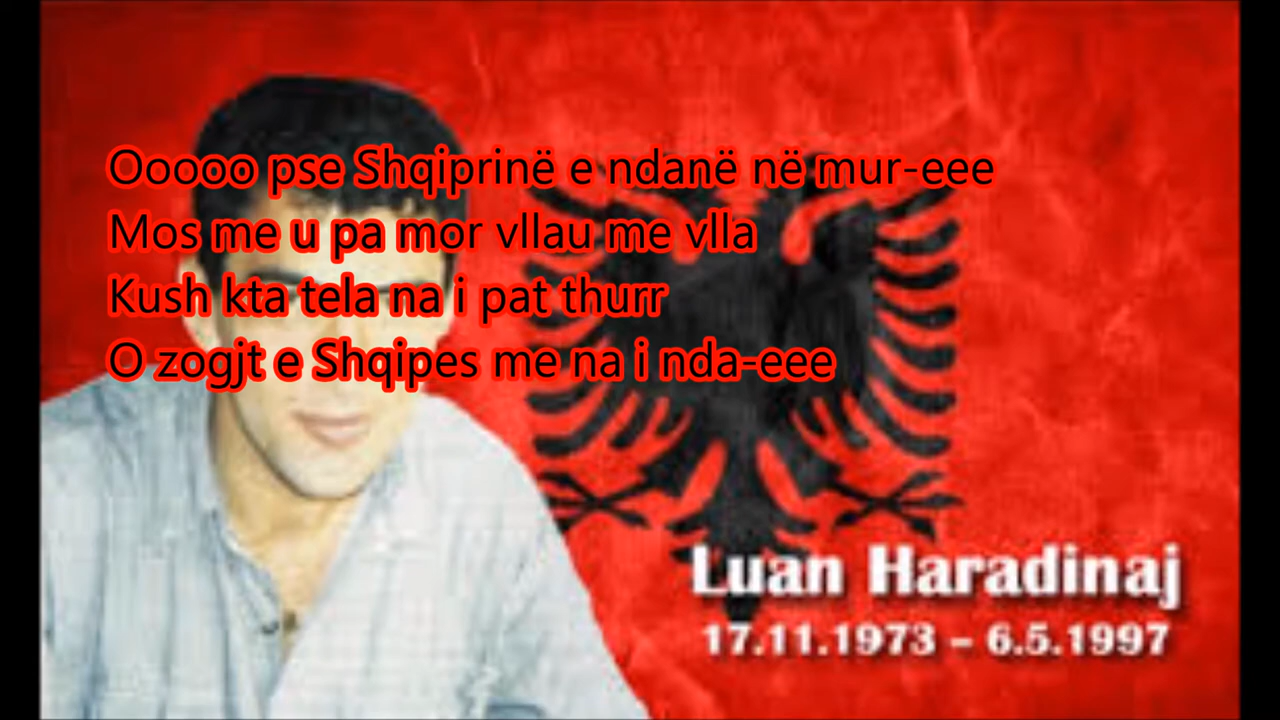 Ooooo pse Shqiprinë e ndanë në mur-eee
Mos me u pa mor vllau me vlla
Kush kta tela na i pat thurr
O zogjt e Shqipes me na i nda-eee
Luan Haradinaj
17.11.1973 – 6.5.1997